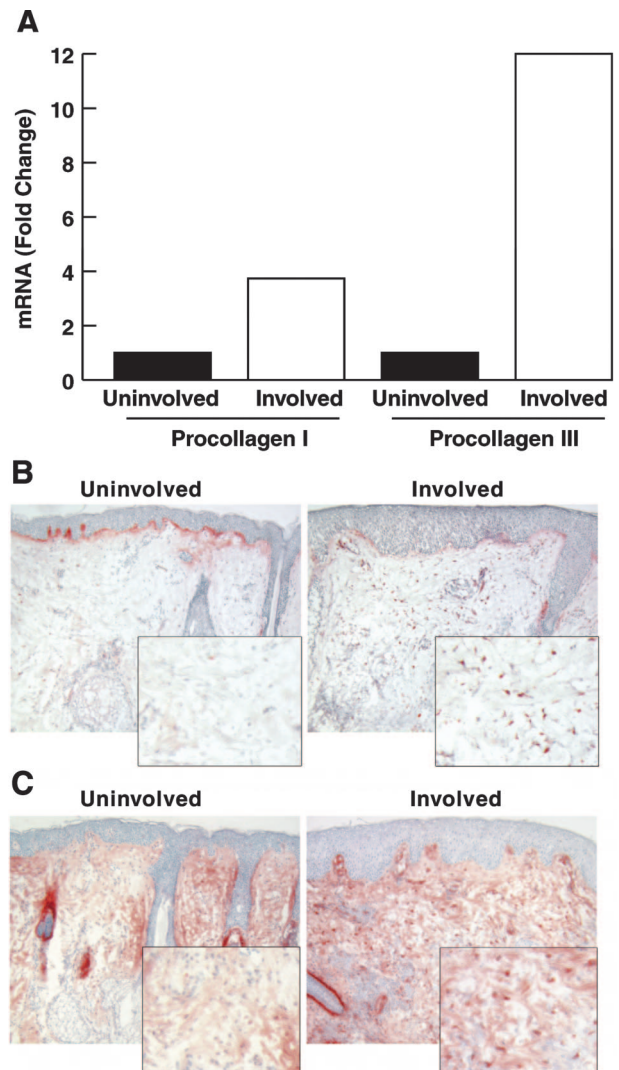 A
mRNA (Fold Change)
12
10
8
6
4
2
0
Uninvolved Involved Uninvolved Involved
Procollagen I Procollagen III
B
Uninvolved Involved
C
Uninvolved Involved